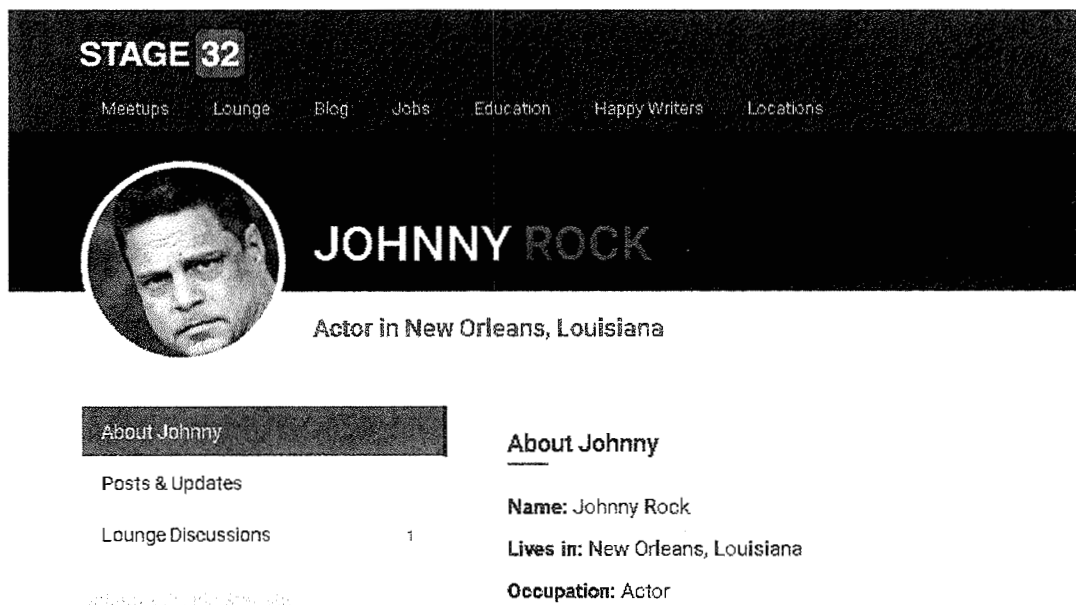 STAGE 32
Meetups Lounge Blog Jobs Education Happy Writers Locations
JOHNNY ROCK
Actor in New Orleans, Louisiana
About Johnny
Posts & Updates
Lounge Discussions 1
About Johnny
Name: Johnny Rock
Lives in: New Orleans, Louisiana
Occupation: Actor